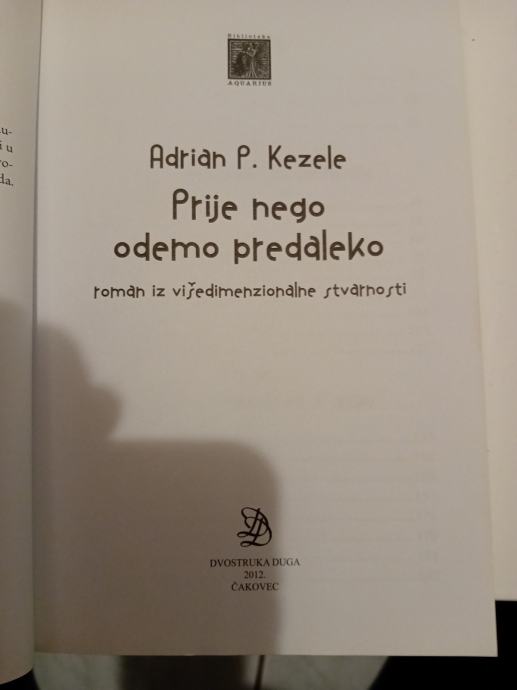 Biblioteka
AQUARIUS
Adrian P. Kezele
Prije nego
odemo predaleko
roman iz višedimenzionalne stvarnosti
DVOSTRUKA DUGA
2012.
ČAKOVEC